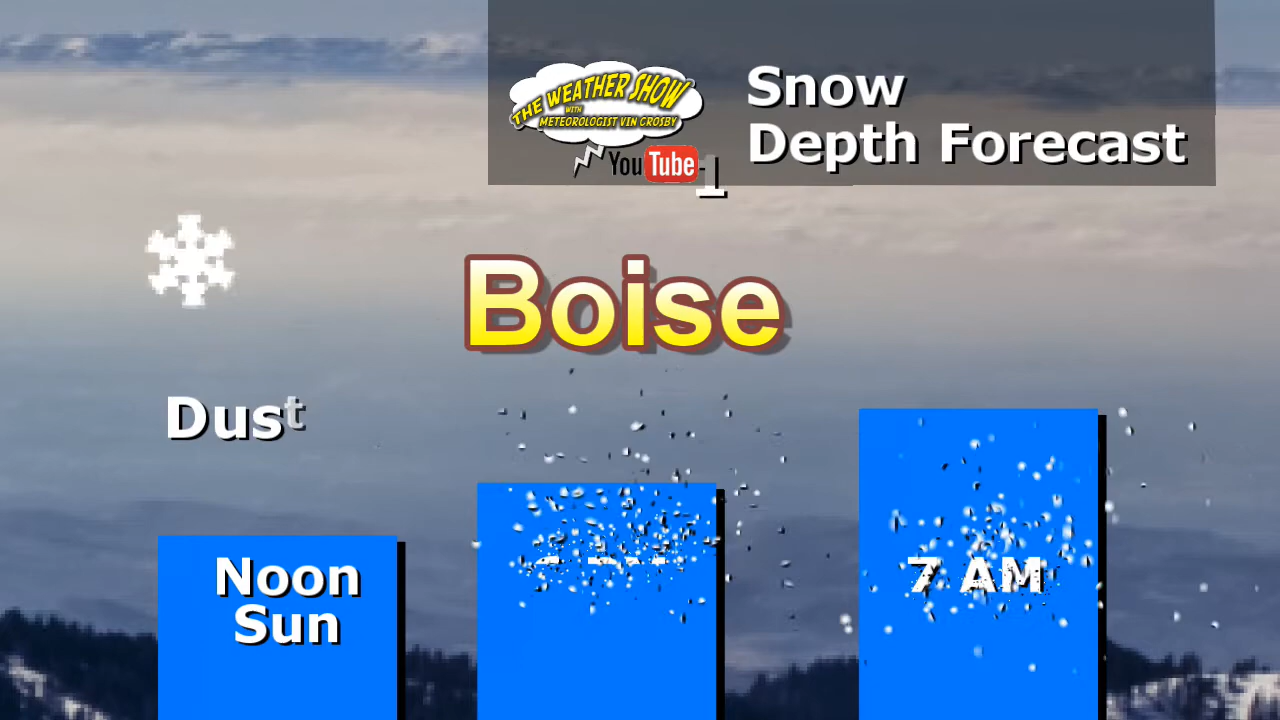 THE WEATHER SHOW
WITH
METEOROLOGIST VIN CROSBY
YouTube
Snow
Depth Forecast
Boise
Dust
Noon
Sun
7 AM